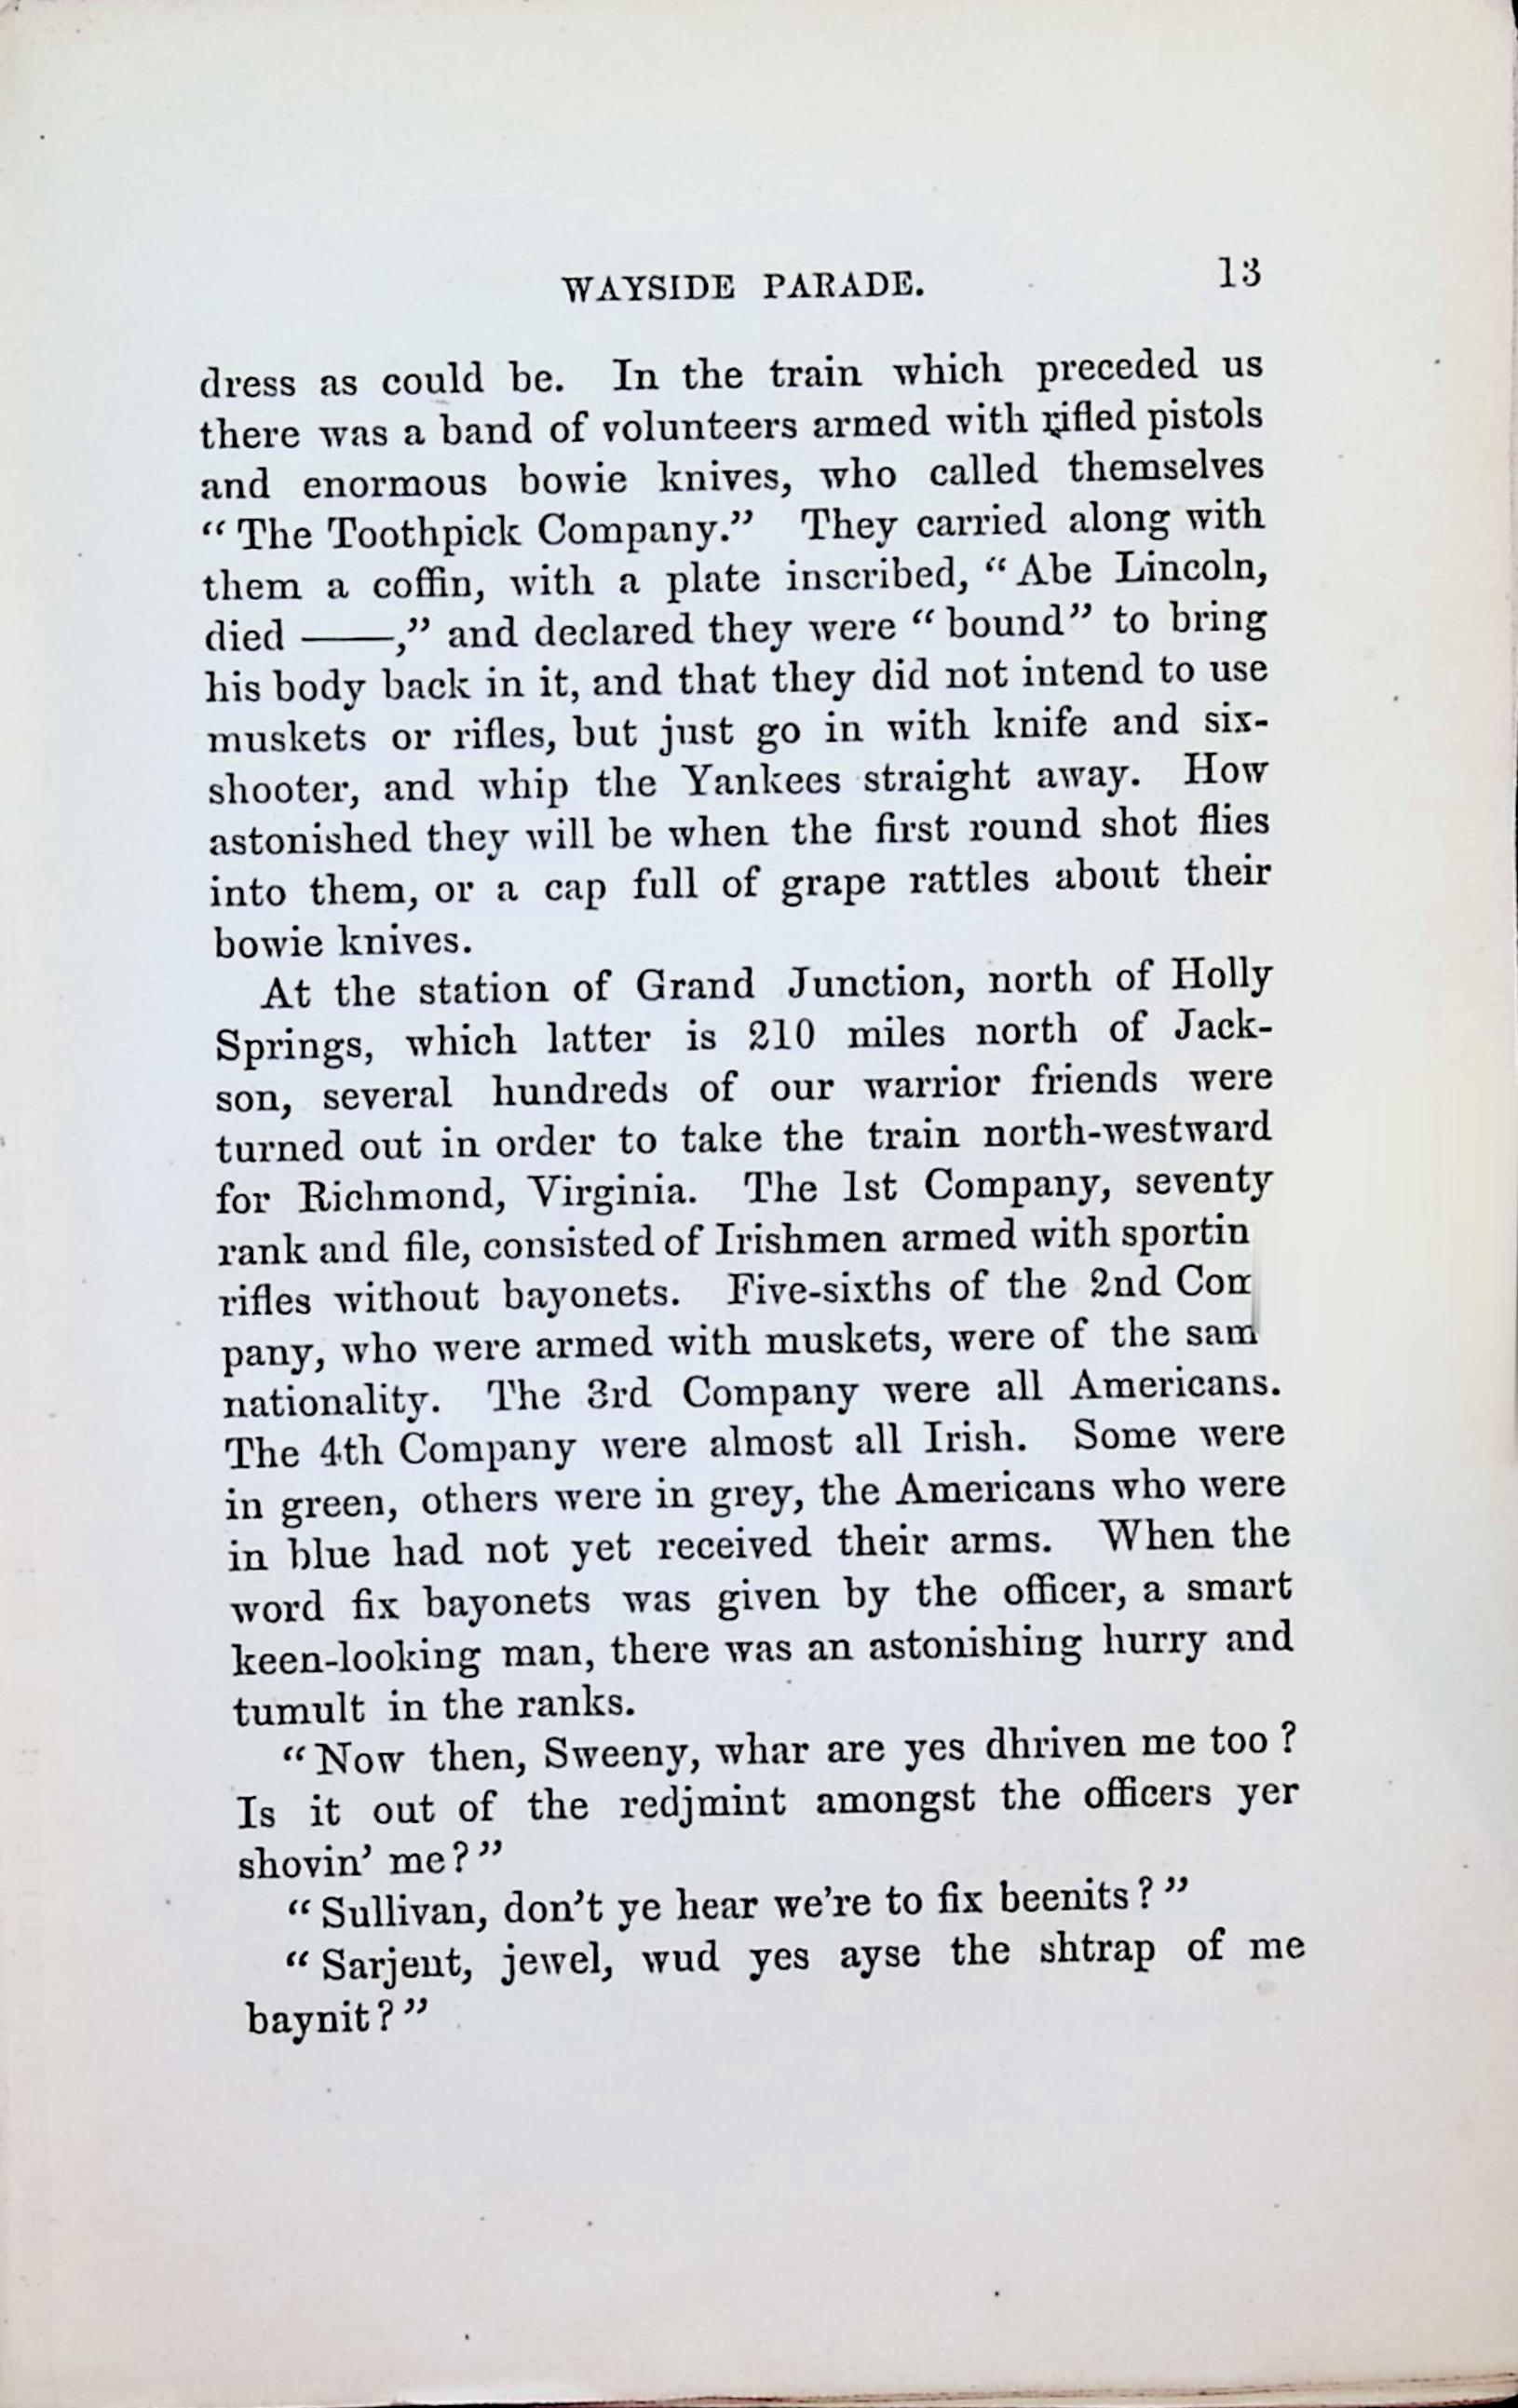 WAYSIDE PARADE. 13
dress as could be. In the train which preceded us
there was a band of volunteers armed with rifled pistols
and enormous bowie knives, who called themselves
“The Toothpick Company.” They carried along with
them a coffin, with a plate inscribed, “Abe Lincoln,
died ——,” and declared they were “bound” to bring
his body back in it, and that they did not intend to use
muskets or rifles, but just go in with knife and six-
shooter, and whip the Yankees straight away. How
astonished they will be when the first round shot flies
into them, or a cap full of grape rattles about their
bowie knives.
At the station of Grand Junction, north of Holly
Springs, which latter is 210 miles north of Jack-
son, several hundreds of our warrior friends were
turned out in order to take the train north-westward
for Richmond, Virginia. The 1st Company, seventy
rank and file, consisted of Irishmen armed with sportin
rifles without bayonets. Five-sixths of the 2nd Com
pany, who were armed with muskets, were of the sam
nationality. The 3rd Company were all Americans.
The 4th Company were almost all Irish. Some were
in green, others were in grey, the Americans who were
in blue had not yet received their arms. When the
word fix bayonets was given by the officer, a smart
keen-looking man, there was an astonishing hurry and
tumult in the ranks.
“Now then, Sweeny, whar are yes dhriven me too?
Is it out of the redjmint amongst the officers yer
shovin’ me?”
“Sullivan, don’t ye hear we’re to fix beenits?”
“Sarjent, jewel, wud yes ayse the shtrap of me
baynit?”